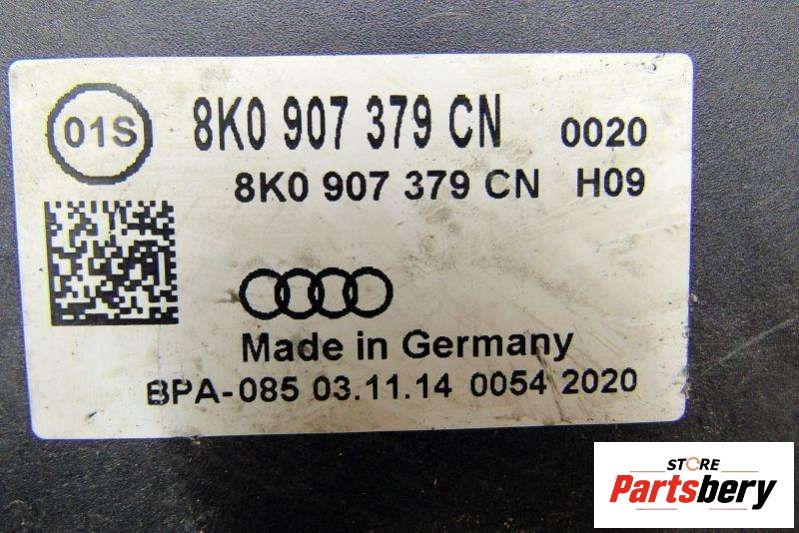 01S 8K0 907 379 CN 0020
8K0 907 379 CN H09
Made in Germany
BPA-085 03.11.14 0054 2020
STORE
Partsbery